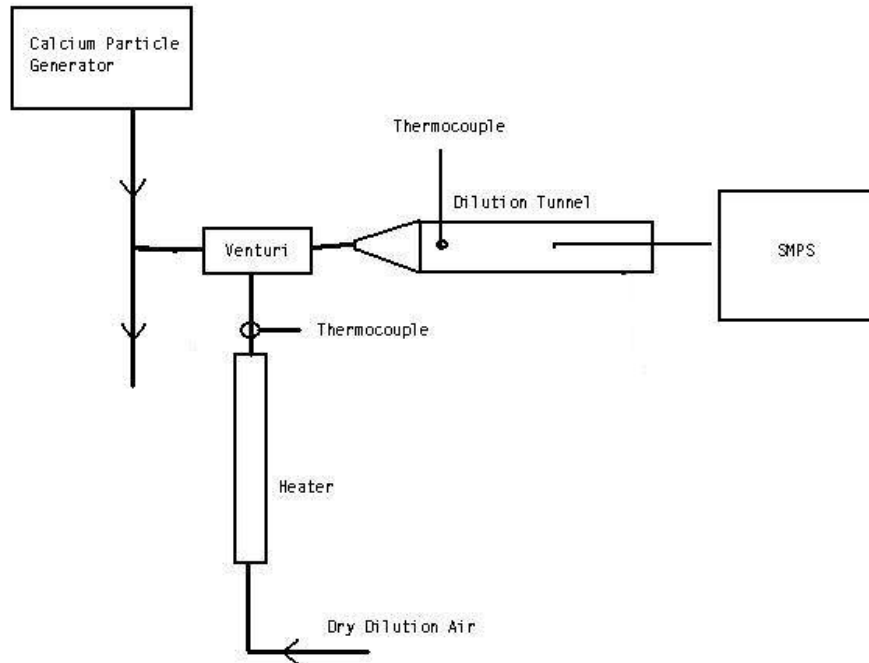 Calcium Particle
Generator
Thermocouple
Dilution Tunnel
Venturi
SMPS
Thermocouple
Heater
Dry Dilution Air